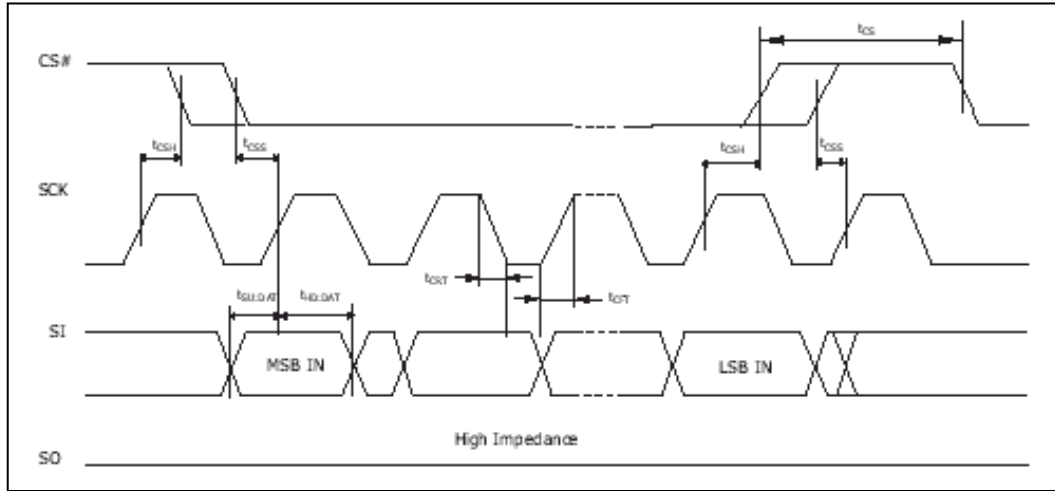 tCS
CS#
tCSH
tCSS
tCSH
tCSS
SCK
tCRT
tCFT
tSU:DAT
tHD:DAT
SI
MSB IN
LSB IN
High Impedance
SO